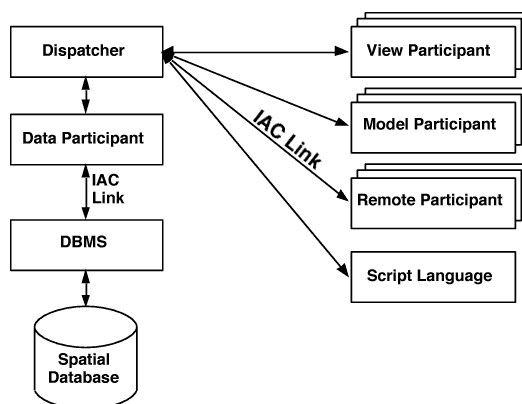 Dispatcher
View Participant
Data Participant
Model Participant
IAC Link
IAC
Link
Remote Participant
DBMS
Script Language
Spatial
Database